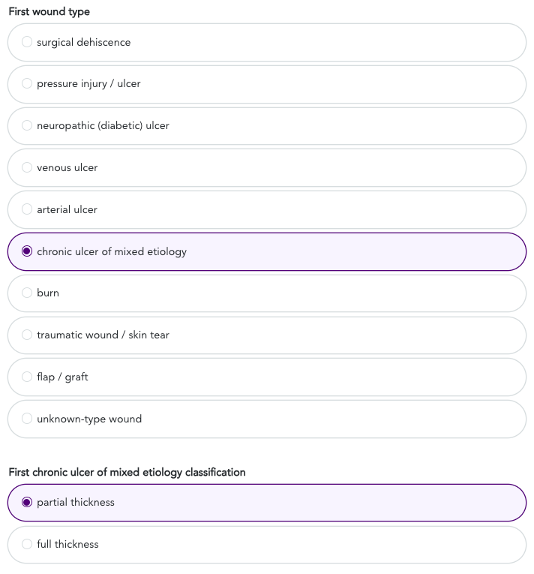 First wound type
surgical dehiscence
pressure injury / ulcer
neuropathic (diabetic) ulcer
venous ulcer
arterial ulcer
chronic ulcer of mixed etiology
burn
traumatic wound / skin tear
flap / graft
unknown-type wound
First chronic ulcer of mixed etiology classification
partial thickness
full thickness